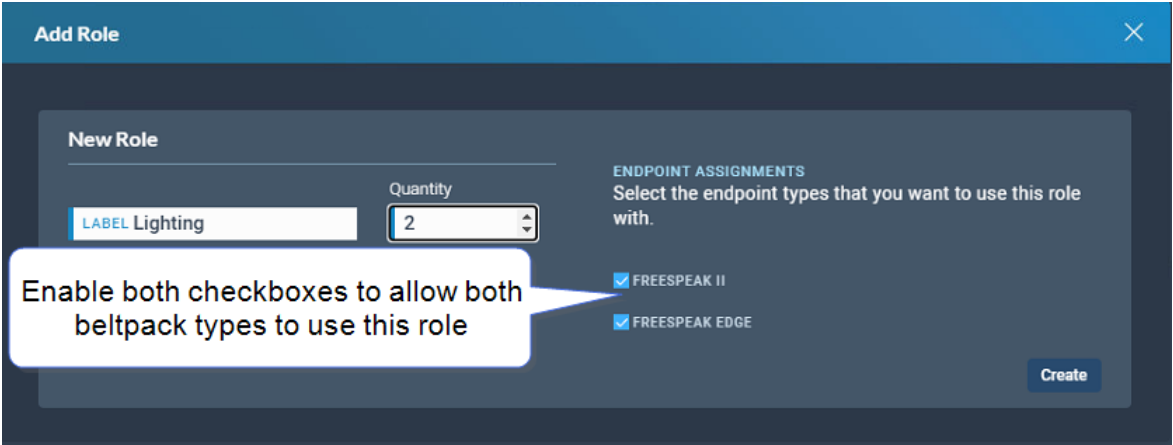 Add Role
New Role
Quantity
LABEL Lighting
2
Enable both checkboxes to allow both
beltpack types to use this role
ENDPOINT ASSIGNMENTS
Select the endpoint types that you want to use this role
with.
FREESPEAK II
FREESPEAK EDGE
Create